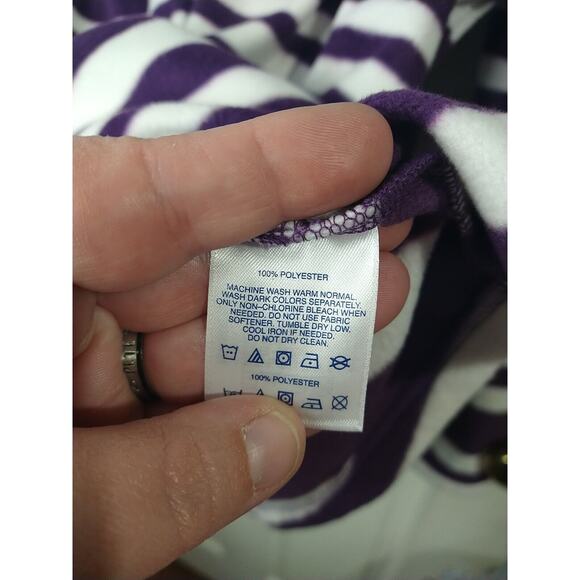 100% POLYESTER
MACHINE WASH WARM NORMAL.
WASH DARK COLORS SEPARATELY.
ONLY NON-CHLORINE BLEACH WHEN
NEEDED. DO NOT USE FABRIC
SOFTENER. TUMBLE DRY LOW.
COOL IRON IF NEEDED.
DO NOT DRY CLEAN.
100% POLYESTER